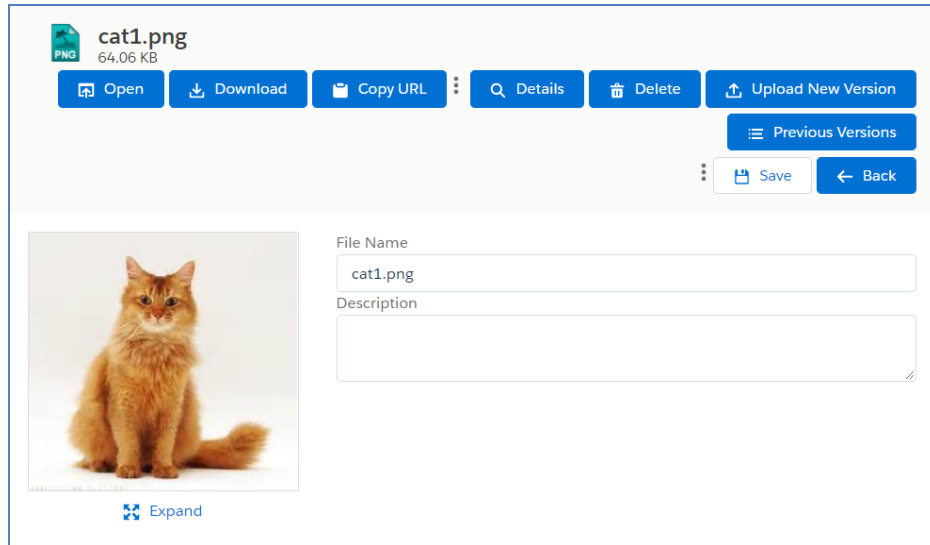 cat1.png
PNG
64.06 KB
Open Download Copy URL Details Delete Upload New Version
Previous Versions
Save Back
File Name
cat1.png
Description
Expand